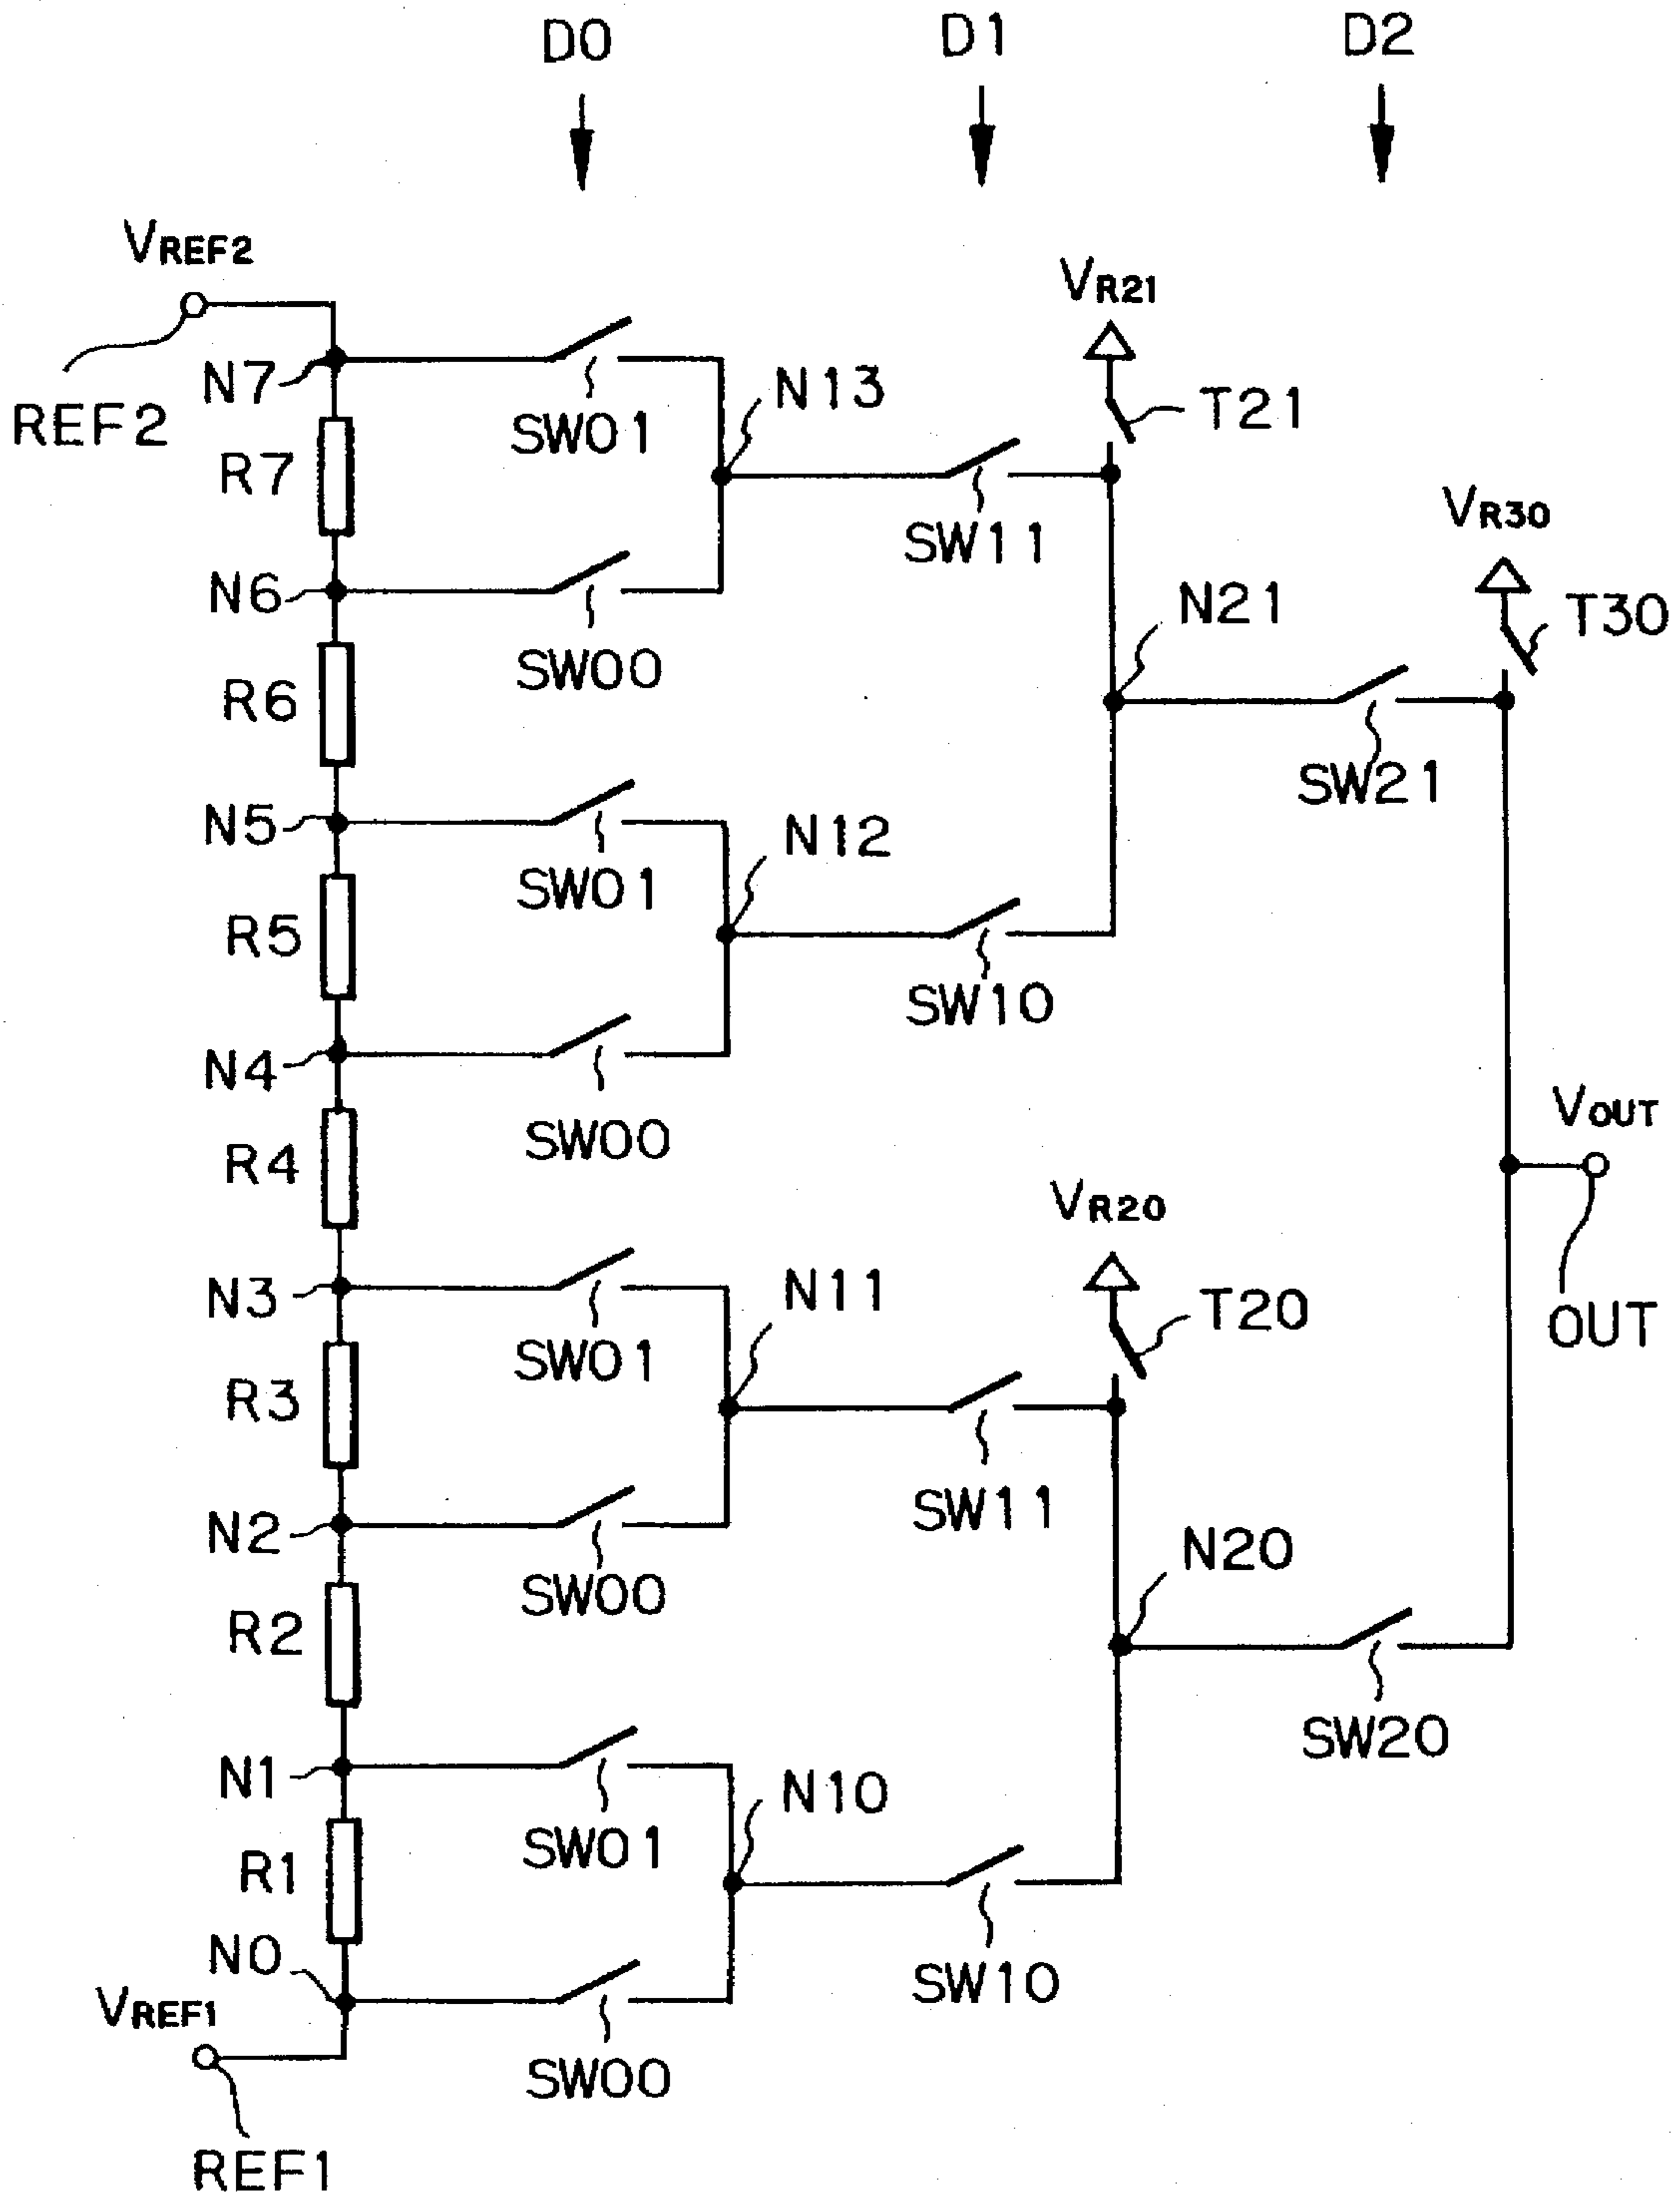 D0 D1 D2
VREF2
VR21
N7
REF2
SW01
N13
T21
R7
SW11
VR30
N6
N21
T30
SW00
R6
SW21
N5
N12
SW01
R5
SW10
N4
VOUT
SW00
R4
VR20
N3
N11
T20
OUT
SW01
R3
SW11
N2
N20
SW00
R2
SW20
N1
N10
SW01
R1
N0
SW10
VREF1
SW00
REF1